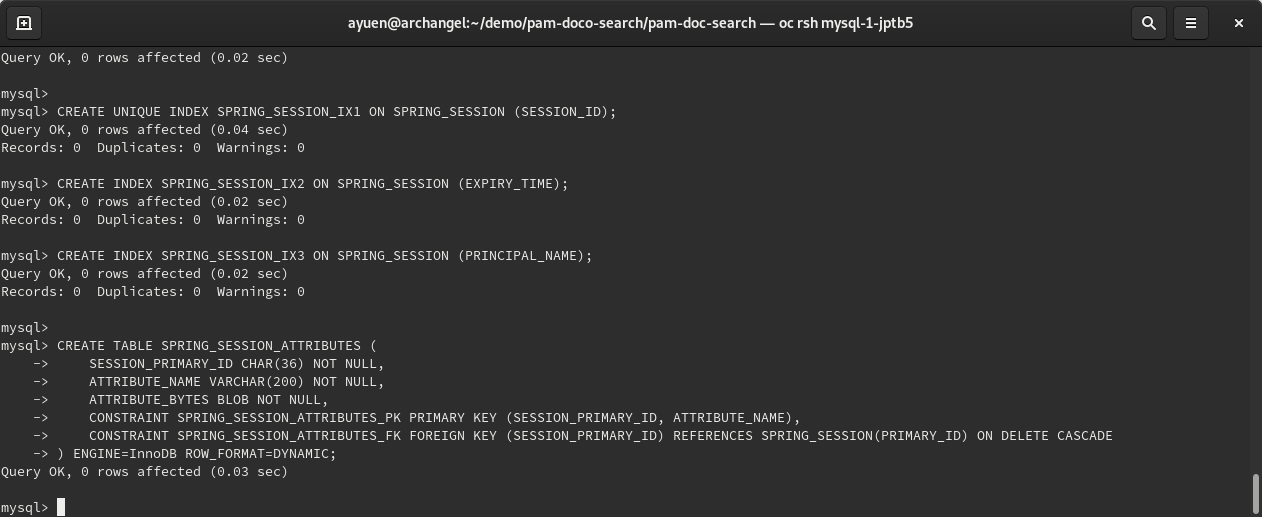 ayuen@archangel:~/demo/pam-doco-search/pam-doc-search — oc rsh mysql-1-jptb5
Query OK, 0 rows affected (0.02 sec)
mysql>
mysql> CREATE UNIQUE INDEX SPRING_SESSION_IX1 ON SPRING_SESSION (SESSION_ID);
Query OK, 0 rows affected (0.04 sec)
Records: 0  Duplicates: 0  Warnings: 0
mysql> CREATE INDEX SPRING_SESSION_IX2 ON SPRING_SESSION (EXPIRY_TIME);
Query OK, 0 rows affected (0.02 sec)
Records: 0  Duplicates: 0  Warnings: 0
mysql> CREATE INDEX SPRING_SESSION_IX3 ON SPRING_SESSION (PRINCIPAL_NAME);
Query OK, 0 rows affected (0.02 sec)
Records: 0  Duplicates: 0  Warnings: 0
mysql>
mysql> CREATE TABLE SPRING_SESSION_ATTRIBUTES (
    ->     SESSION_PRIMARY_ID CHAR(36) NOT NULL,
    ->     ATTRIBUTE_NAME VARCHAR(200) NOT NULL,
    ->     ATTRIBUTE_BYTES BLOB NOT NULL,
    ->     CONSTRAINT SPRING_SESSION_ATTRIBUTES_PK PRIMARY KEY (SESSION_PRIMARY_ID, ATTRIBUTE_NAME),
    ->     CONSTRAINT SPRING_SESSION_ATTRIBUTES_FK FOREIGN KEY (SESSION_PRIMARY_ID) REFERENCES SPRING_SESSION(PRIMARY_ID) ON DELETE CASCADE
    -> ) ENGINE=InnoDB ROW_FORMAT=DYNAMIC;
Query OK, 0 rows affected (0.03 sec)
mysql>